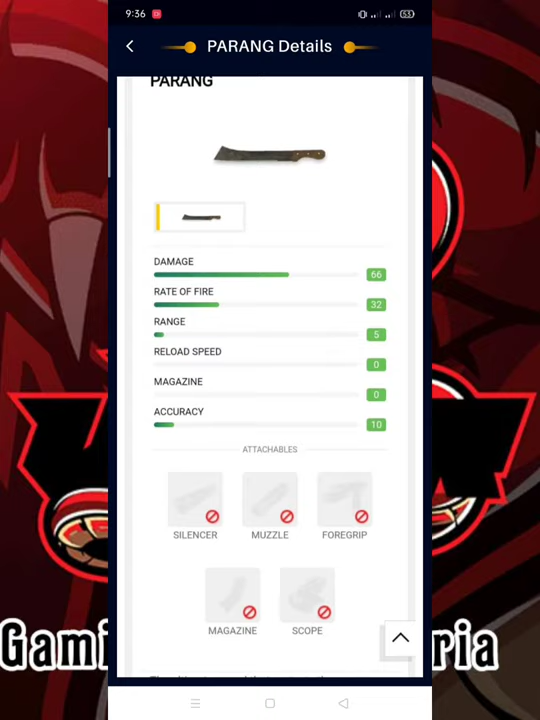 9:36
53
PARANG Details
PARANG
DAMAGE
66
RATE OF FIRE
32
RANGE
5
RELOAD SPEED
0
MAGAZINE
0
ACCURACY
10
ATTACHABLES
SILENCER MUZZLE FOREGRIP
MAGAZINE SCOPE
Gami
ria